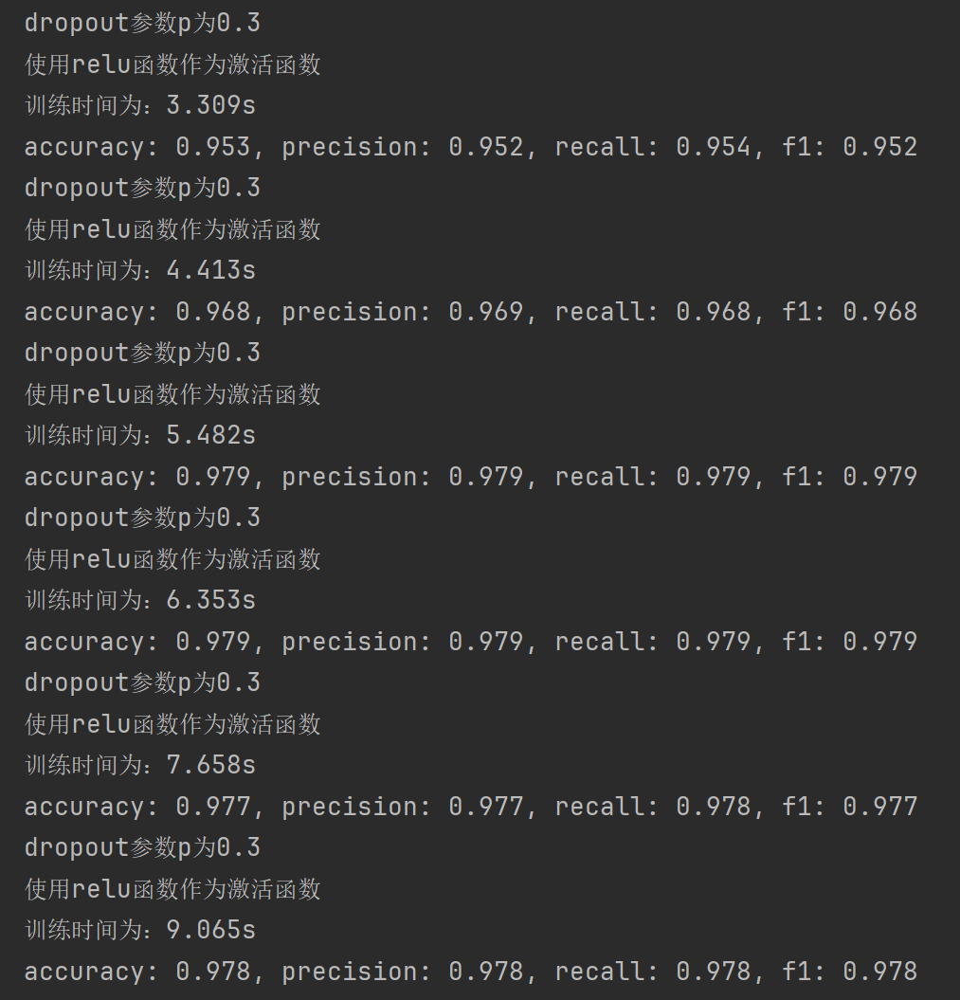 dropout参数p为0.3
使用relu函数作为激活函数
训练时间为：3.309s
accuracy: 0.953, precision: 0.952, recall: 0.954, f1: 0.952
dropout参数p为0.3
使用relu函数作为激活函数
训练时间为：4.413s
accuracy: 0.968, precision: 0.969, recall: 0.968, f1: 0.968
dropout参数p为0.3
使用relu函数作为激活函数
训练时间为：5.482s
accuracy: 0.979, precision: 0.979, recall: 0.979, f1: 0.979
dropout参数p为0.3
使用relu函数作为激活函数
训练时间为：6.353s
accuracy: 0.979, precision: 0.979, recall: 0.979, f1: 0.979
dropout参数p为0.3
使用relu函数作为激活函数
训练时间为：7.658s
accuracy: 0.977, precision: 0.977, recall: 0.978, f1: 0.977
dropout参数p为0.3
使用relu函数作为激活函数
训练时间为：9.065s
accuracy: 0.978, precision: 0.978, recall: 0.978, f1: 0.978